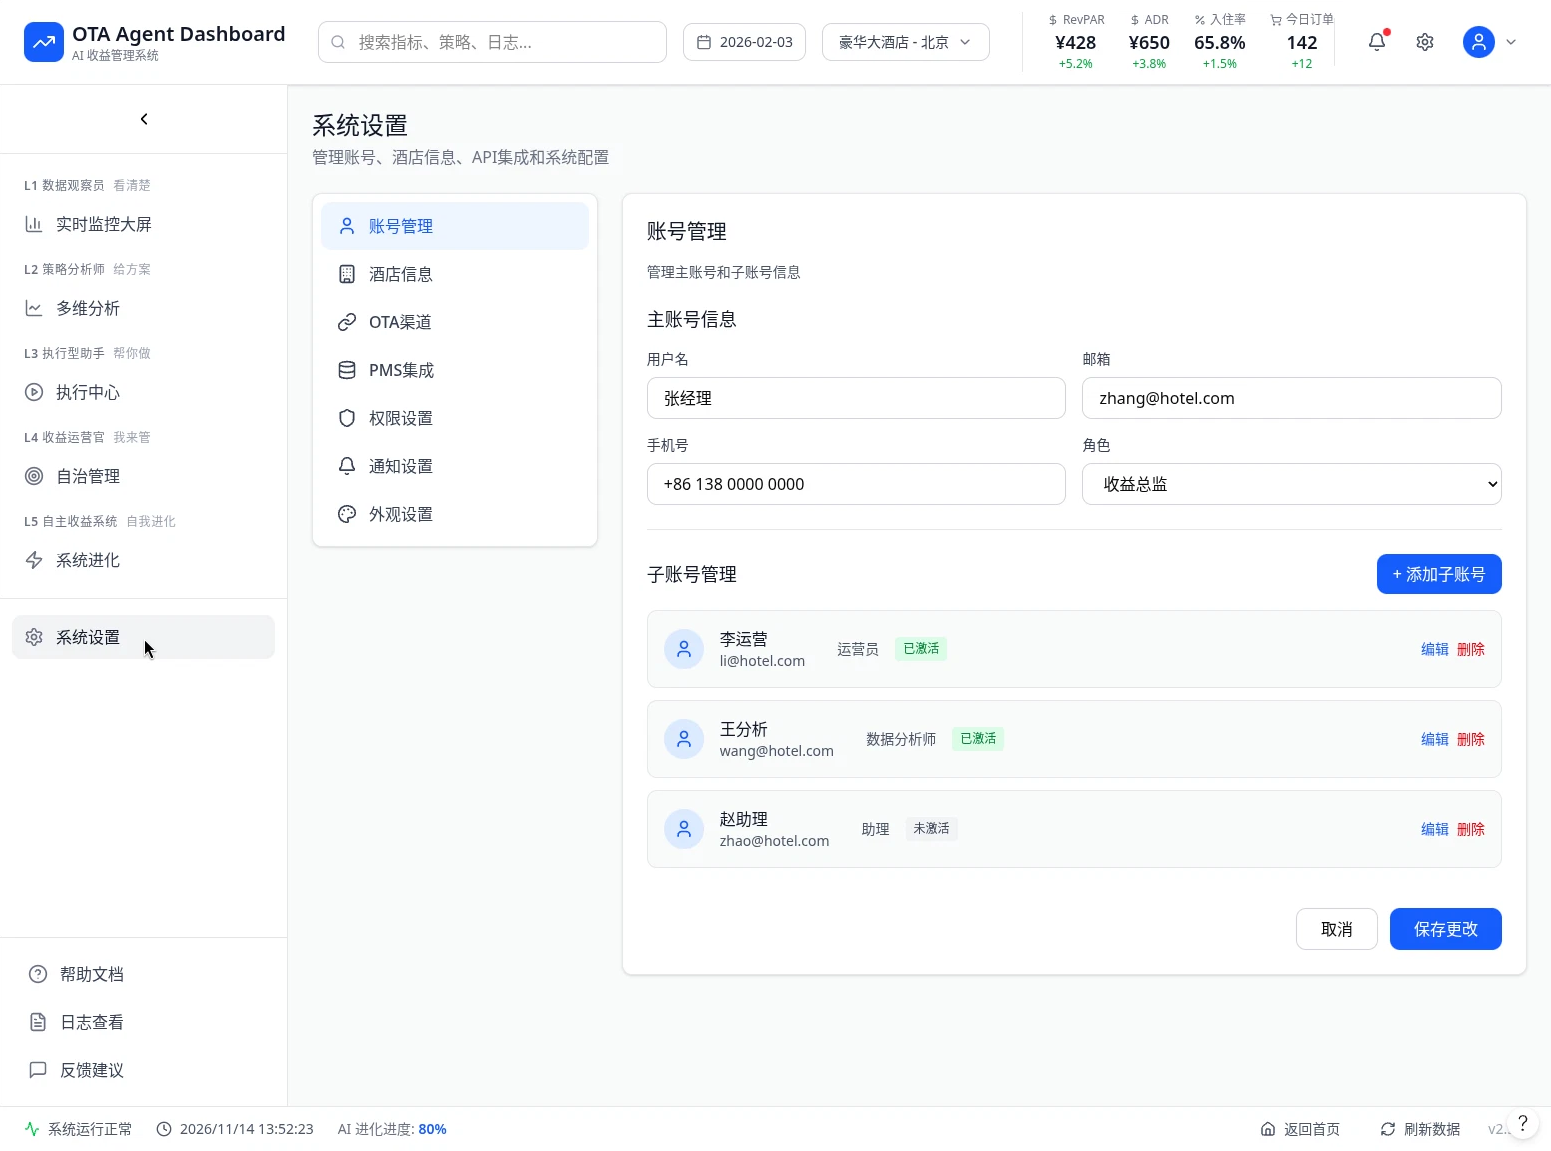 OTA Agent Dashboard
AI 收益管理系统
搜索指标、策略、日志...
2026-02-03
豪华大酒店 - 北京
RevPAR
¥428
+5.2%
ADR
¥650
+3.8%
入住率
65.8%
+1.5%
今日订单
142
+12
L1 数据观察员 看清楚
实时监控大屏
L2 策略分析师 给方案
多维分析
L3 执行型助手 帮你做
执行中心
L4 收益运营官 我来管
自治管理
L5 自主收益系统 自我进化
系统进化
系统设置
帮助文档
日志查看
反馈建议
系统设置
管理账号、酒店信息、API集成和系统配置
账号管理
酒店信息
OTA渠道
PMS集成
权限设置
通知设置
外观设置
账号管理
管理主账号和子账号信息
主账号信息
用户名
张经理
邮箱
zhang@hotel.com
手机号
+86 138 0000 0000
角色
收益总监
子账号管理
+ 添加子账号
李运营
li@hotel.com
运营员
已激活
编辑 删除
王分析
wang@hotel.com
数据分析师
已激活
编辑 删除
赵助理
zhao@hotel.com
助理
未激活
编辑 删除
取消
保存更改
系统运行正常
2026/11/14 13:52:23
AI 进化进度: 80%
返回首页
刷新数据
?